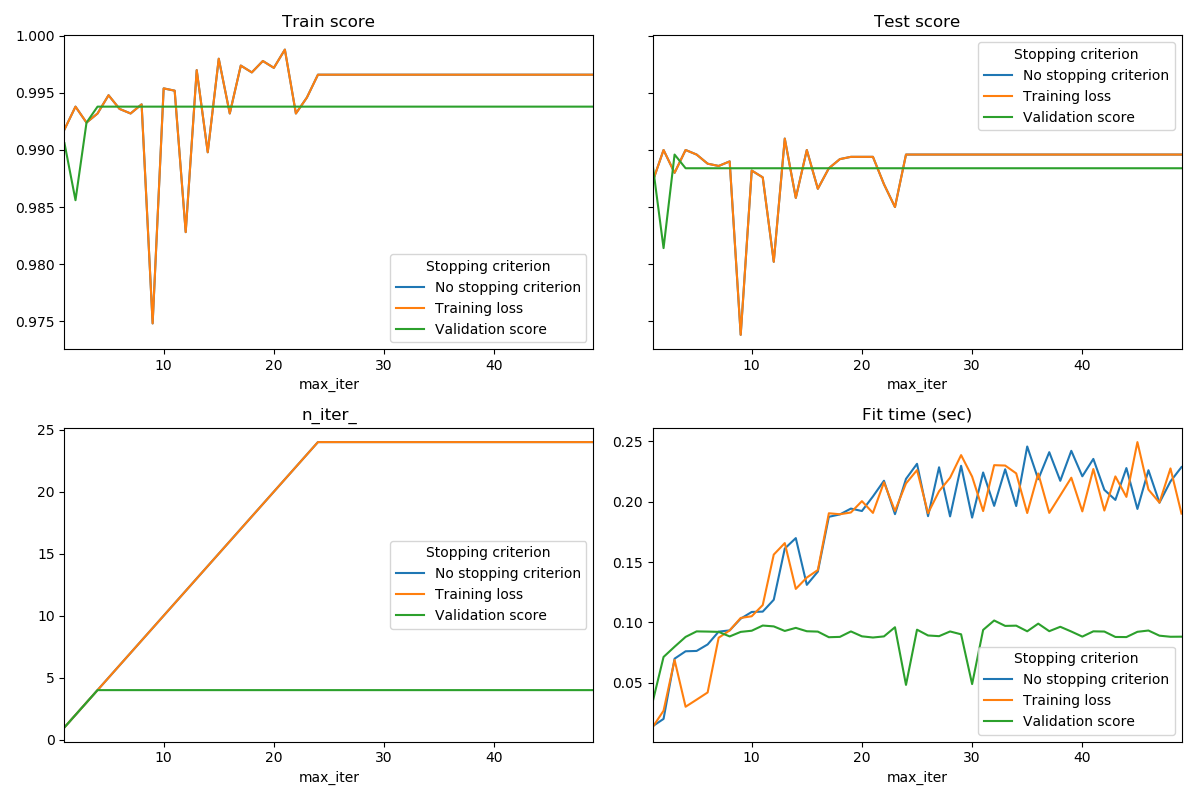 Train score
1.000
0.995
0.990
0.985
0.980
0.975
Stopping criterion
No stopping criterion
Training loss
Validation score
10 20 30 40
max_iter
Test score
Stopping criterion
No stopping criterion
Training loss
Validation score
10 20 30 40
max_iter
n_iter_
25
20
15
10
5
0
Stopping criterion
No stopping criterion
Training loss
Validation score
10 20 30 40
max_iter
Fit time (sec)
0.25
0.20
0.15
0.10
0.05
Stopping criterion
No stopping criterion
Training loss
Validation score
10 20 30 40
max_iter